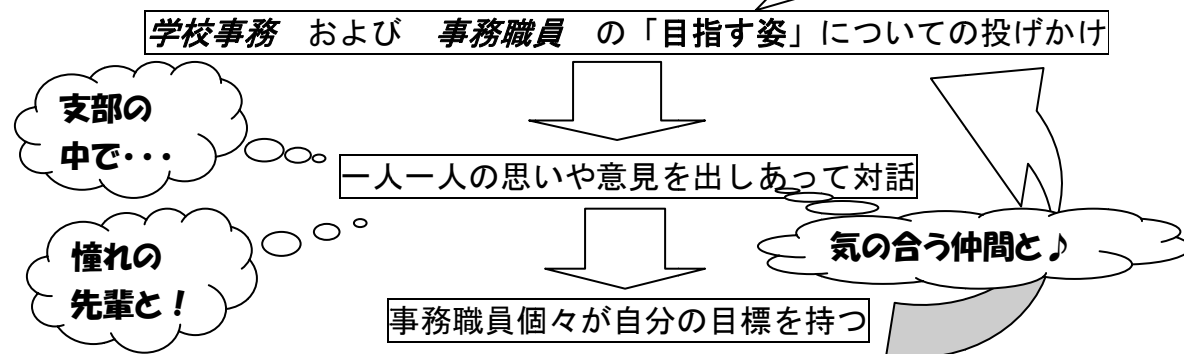 学校事務　および　事務職員　の「目指す姿」についての投げかけ
支部の
中で・・・
一人一人の思いや意見を出しあって対話
憧れの
先輩と！
気の合う仲間と♪
事務職員個々が自分の目標を持つ